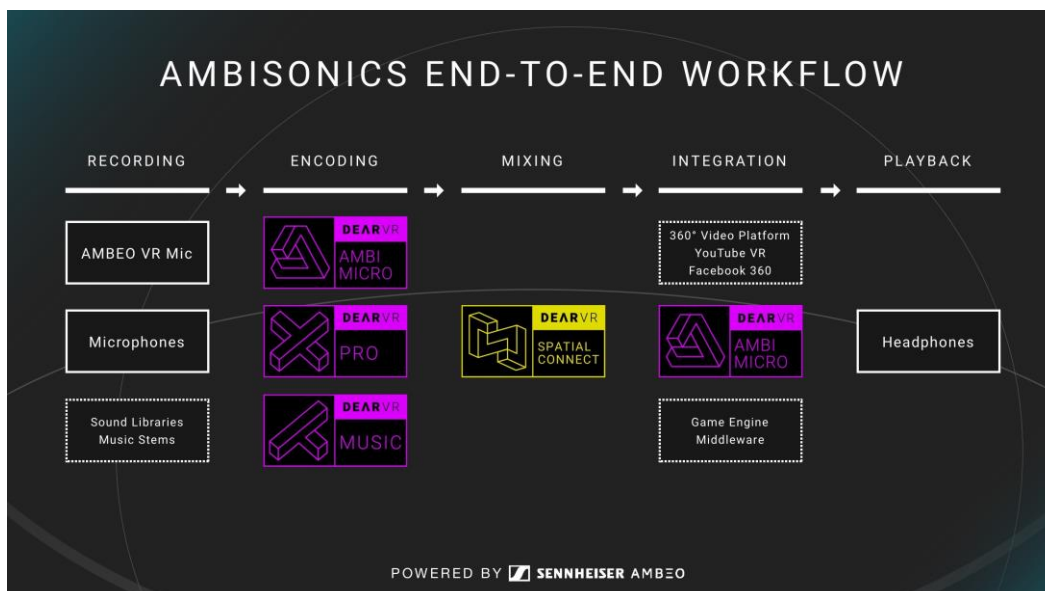 AMBISONICS END-TO-END WORKFLOW
RECORDING
AMBEO VR Mic
Microphones
Sound Libraries
Music Stems
ENCODING
DEARVR
AMBI
MICRO
DEARVR
PRO
DEARVR
MUSIC
MIXING
DEARVR
SPATIAL
CONNECT
INTEGRATION
360° Video Platform
YouTube VR
Facebook 360
DEARVR
AMBI
MICRO
Game Engine
Middleware
PLAYBACK
Headphones
POWERED BY SENNHEISER AMBEO